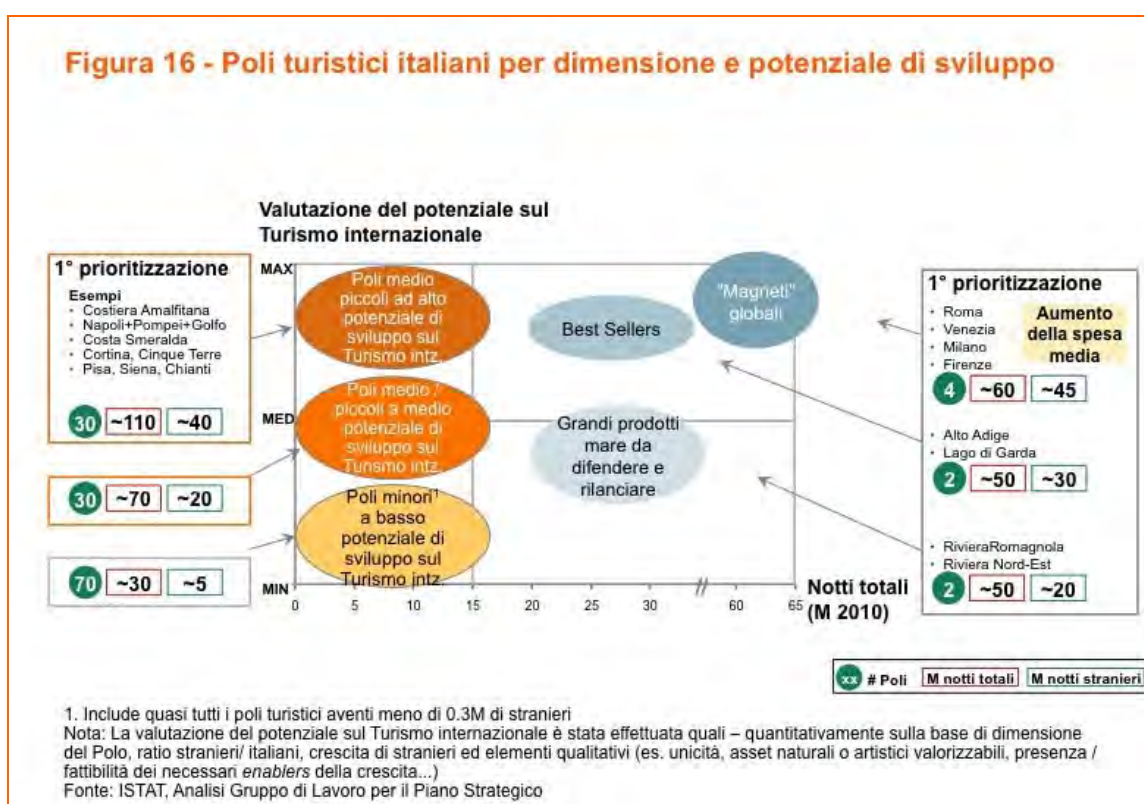 Figura 16 - Poli turistici italiani per dimensione e potenziale di sviluppo
Valutazione del potenziale sul
Turismo internazionale
1° prioritizzazione
Esempi
• Costiera Amalfitana
• Napoli+Pompei+Golfo
• Costa Smeralda
• Cortina, Cinque Terre
• Pisa, Siena, Chianti
30 ~110 ~40
30 ~70 ~20
70 ~30 ~5
MAX
MED
MIN
Poli medio
piccoli ad alto
potenziale di
sviluppo sul
Turismo intz.
Poli medio /
piccoli a medio
potenziale di
sviluppo sul
Turismo intz.
Poli minori¹
a basso
potenziale di
sviluppo sul
Turismo intz.
Best Sellers
"Magneti"
globali
Grandi prodotti
mare da
difendere e
rilanciare
0 5 10 15 20 25 30 // 60 65
Notti totali
(M 2010)
1° prioritizzazione
• Roma
• Venezia
• Milano
• Firenze
Aumento
della spesa
media
4 ~60 ~45
• Alto Adige
• Lago di Garda
2 ~50 ~30
• RivieraRomagnola
• Riviera Nord-Est
2 ~50 ~20
xx # Poli M notti totali M notti stranieri
1. Include quasi tutti i poli turistici aventi meno di 0.3M di stranieri
Nota: La valutazione del potenziale sul Turismo internazionale è stata effettuata quali – quantitativamente sulla base di dimensione
del Polo, ratio stranieri/ italiani, crescita di stranieri ed elementi qualitativi (es. unicità, asset naturali o artistici valorizzabili, presenza /
fattibilità dei necessari enablers della crescita...)
Fonte: ISTAT, Analisi Gruppo di Lavoro per il Piano Strategico